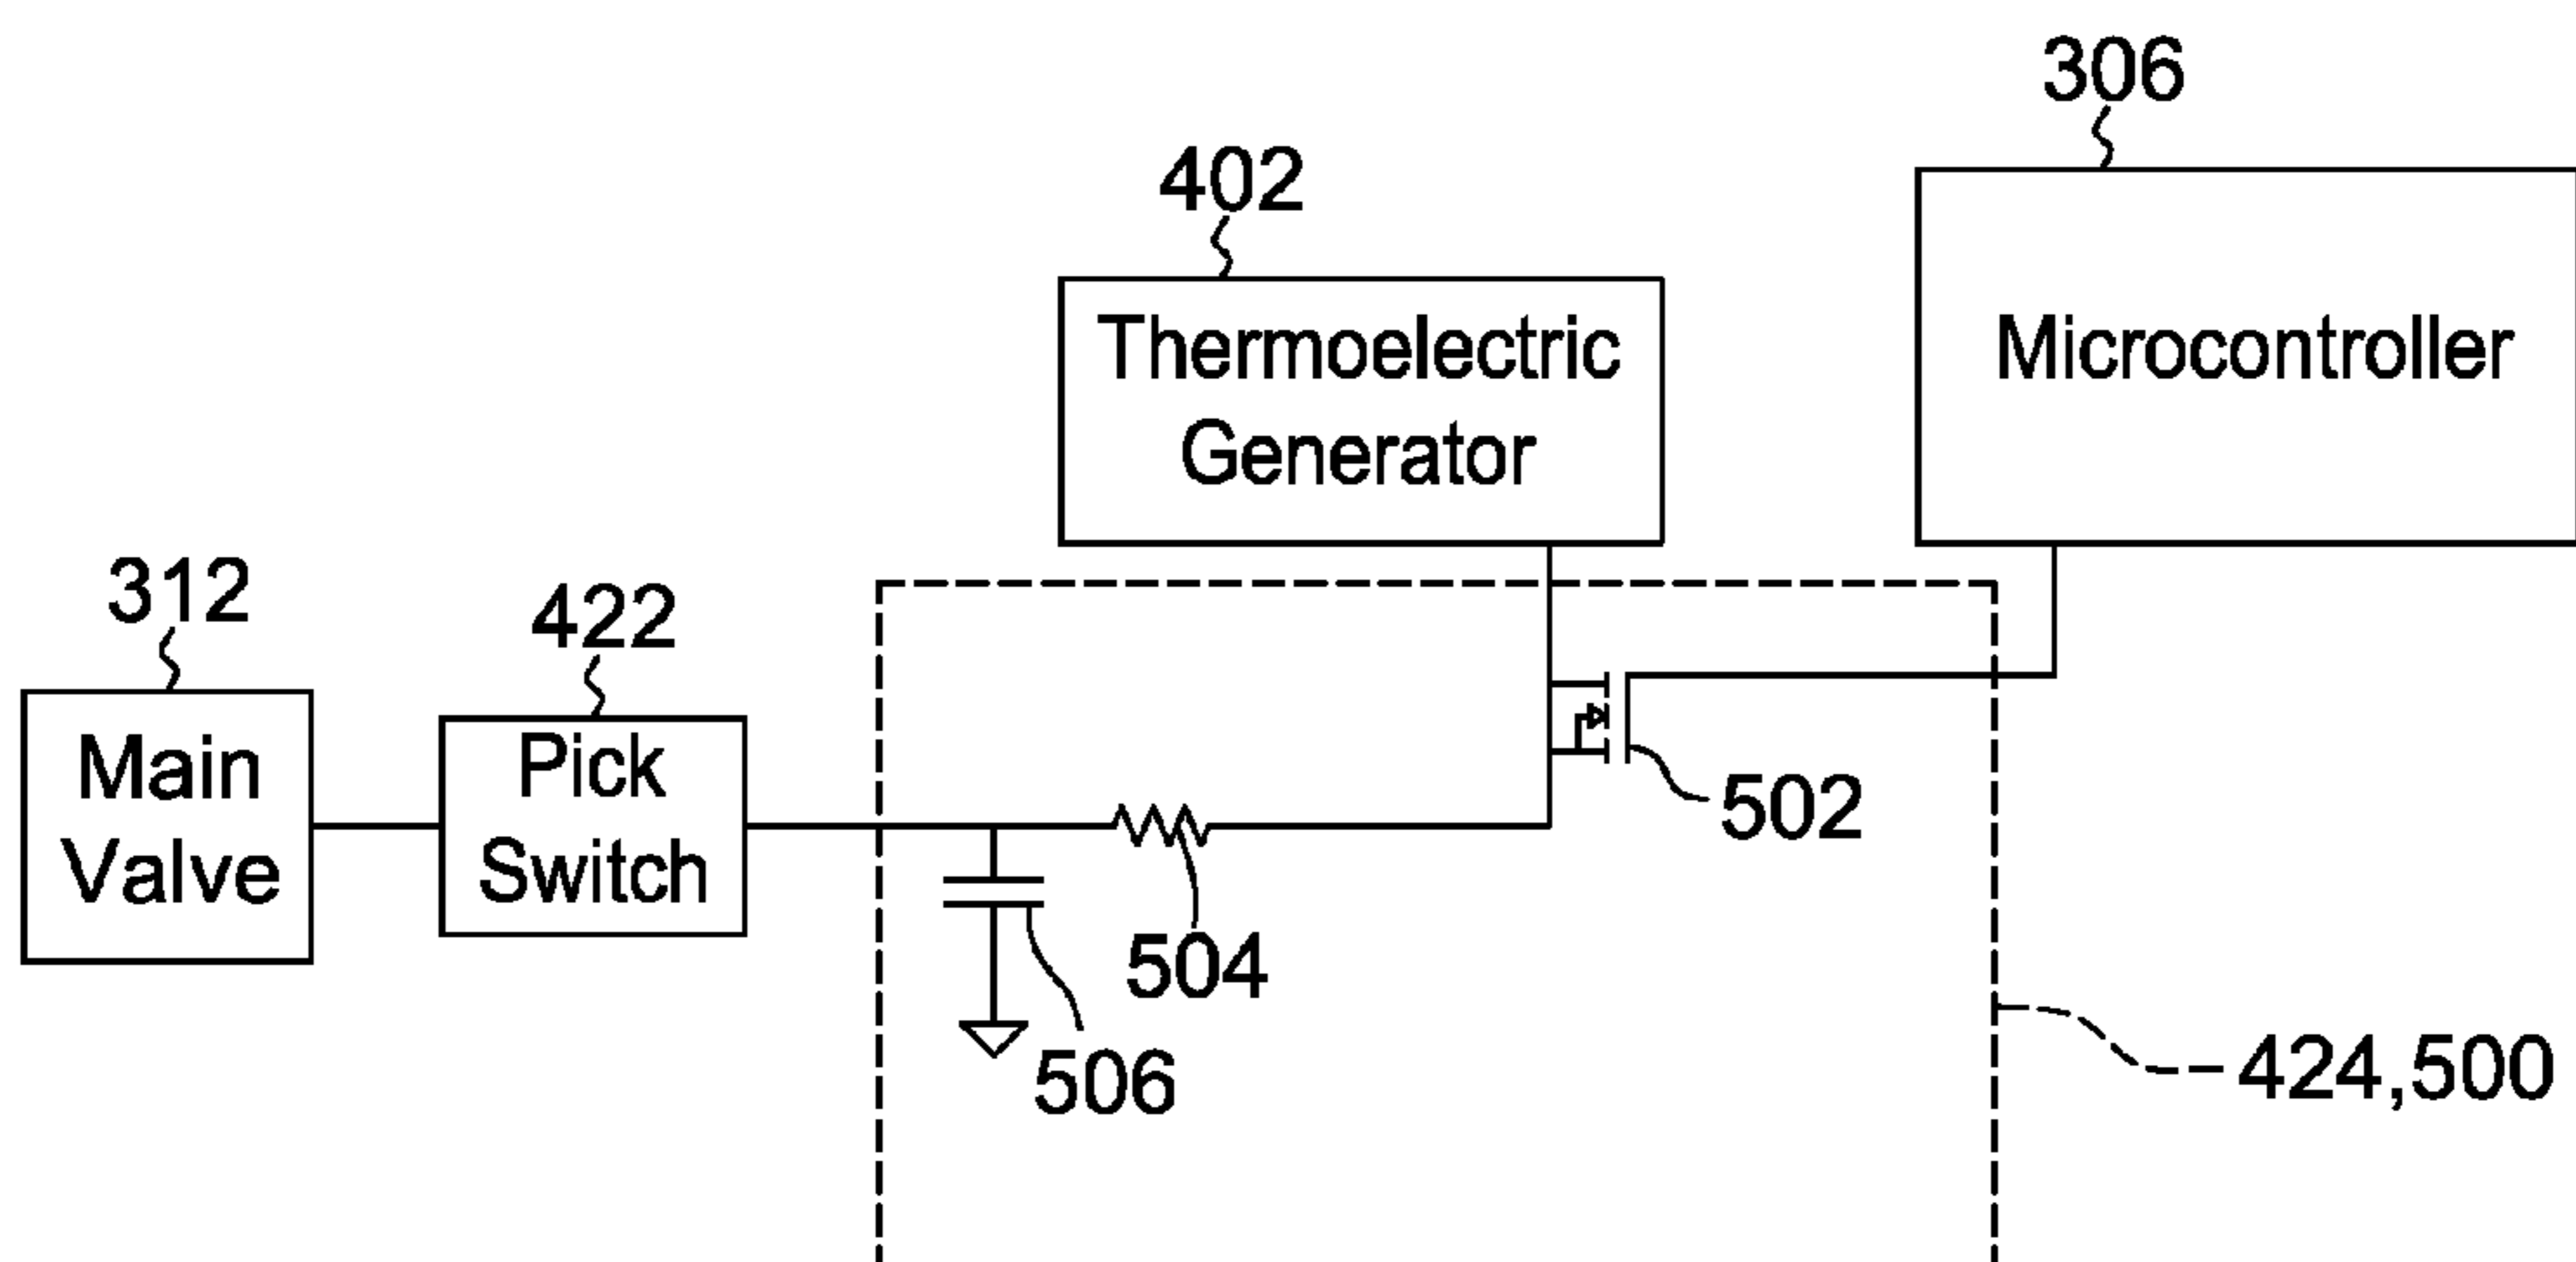 306
402
Microcontroller
Thermoelectric
Generator
312
422
Main
Valve
Pick
Switch
502
504
506
424,500